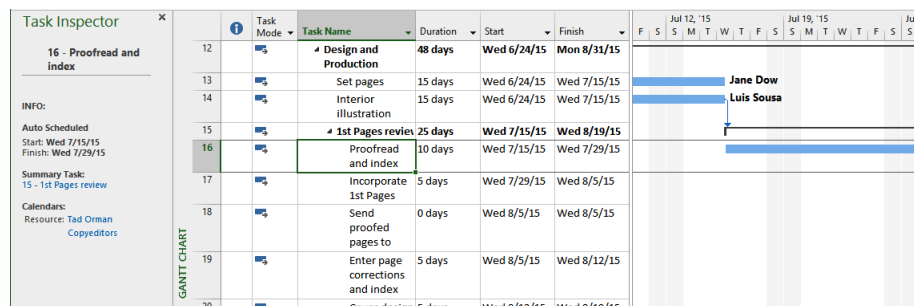 Task Inspector ×
16 - Proofread and
index
INFO:
Auto Scheduled
Start: Wed 7/15/15
Finish: Wed 7/29/15
Summary Task:
15 - 1st Pages review
Calendars:
Resource: Tad Orman
Copyeditors
GANTT CHART
Task
Mode Task Name Duration Start Finish
Jul 12, '15 Jul 19, '15
F S S M T W T F S S M T W T F S S
12 Design and 48 days Wed 6/24/15 Mon 8/31/15
Production
13 Set pages 15 days Wed 6/24/15 Wed 7/15/15 Jane Dow
14 Interior 15 days Wed 6/24/15 Wed 7/15/15 Luis Sousa
illustration
15 1st Pages review 25 days Wed 7/15/15 Wed 8/19/15
16 Proofread 10 days Wed 7/15/15 Wed 7/29/15
and index
17 Incorporate 5 days Wed 7/29/15 Wed 8/5/15
1st Pages
18 Send 0 days Wed 8/5/15 Wed 8/5/15
proofed
pages to
19 Enter page 5 days Wed 8/5/15 Wed 8/12/15
corrections
and index